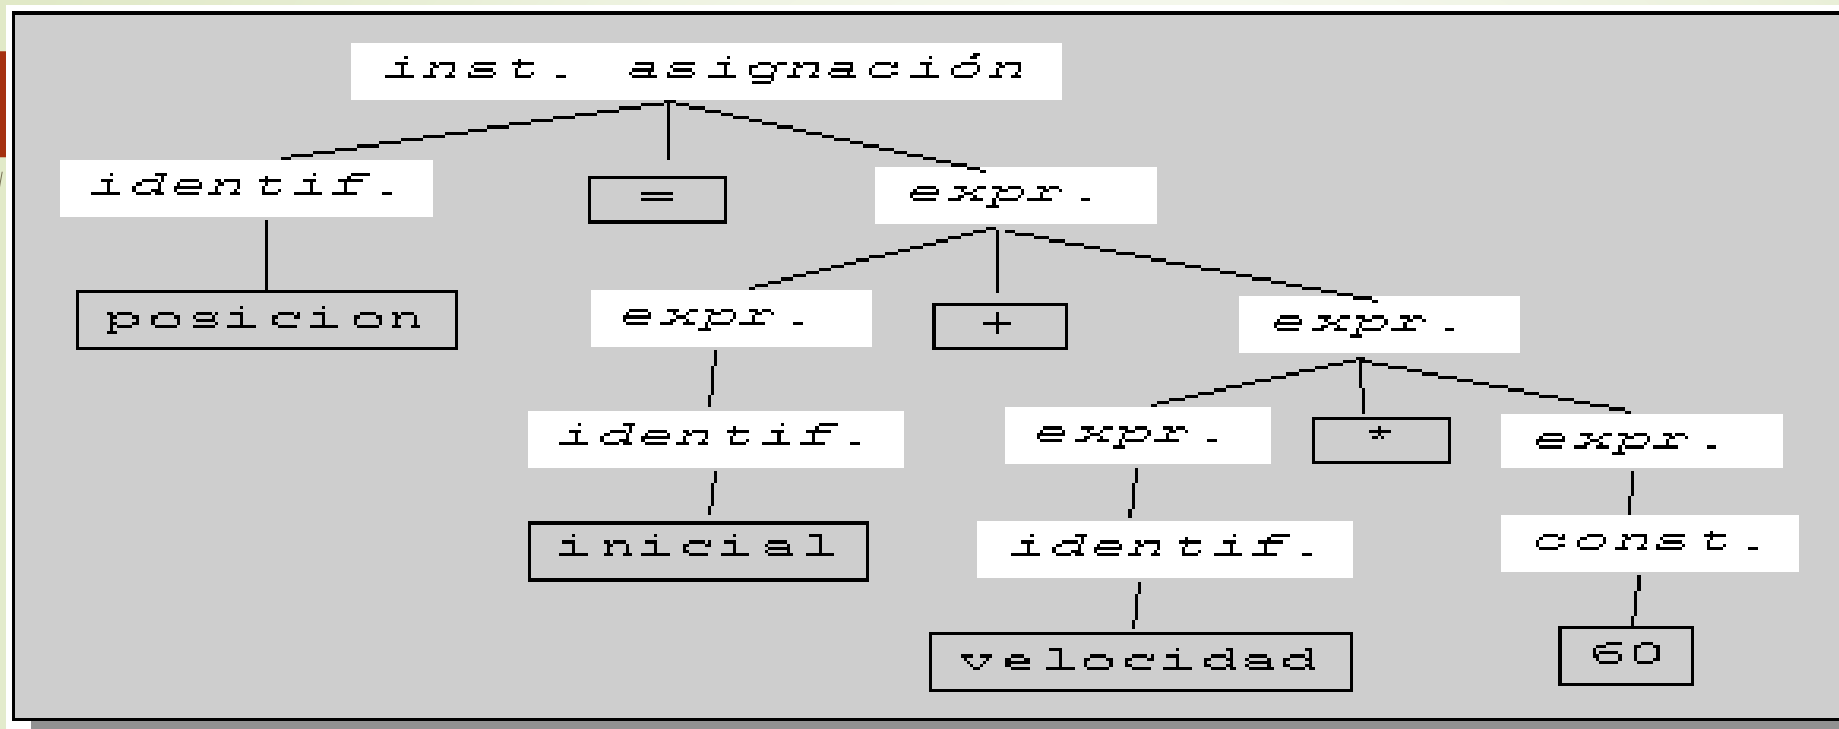 inst. asignación
identif.
=
expr.
posicion
expr.
+
expr.
identif.
expr.
*
expr.
inicial
identif.
const.
velocidad
60